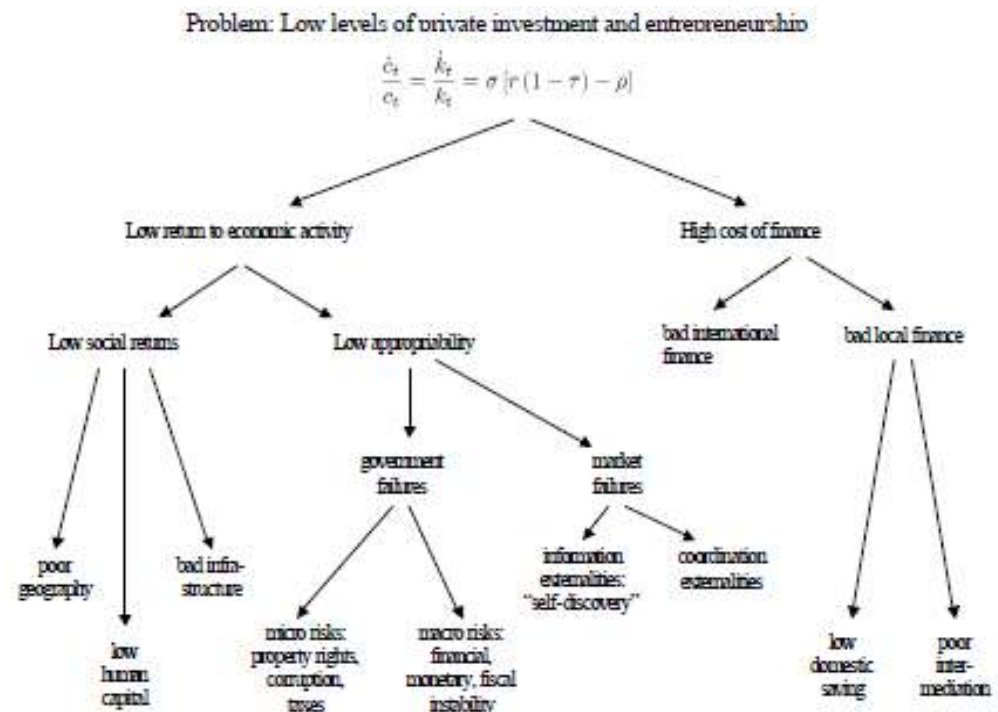 Problem: Low levels of private investment and entrepreneurship
ċₜ/cₜ = k̇ₜ/kₜ = σ [r (1 − τ) − ρ]
Low return to economic activity
High cost of finance
Low social returns
Low appropriability
bad international
finance
bad local finance
government
failures
market
failures
poor
geography
bad infra-
structure
information
externalities:
“self-discovery”
coordination
externalities
low
human
capital
micro risks:
property rights,
corruption,
taxes
macro risks:
financial,
monetary, fiscal
instability
low
domestic
saving
poor
inter-
mediation